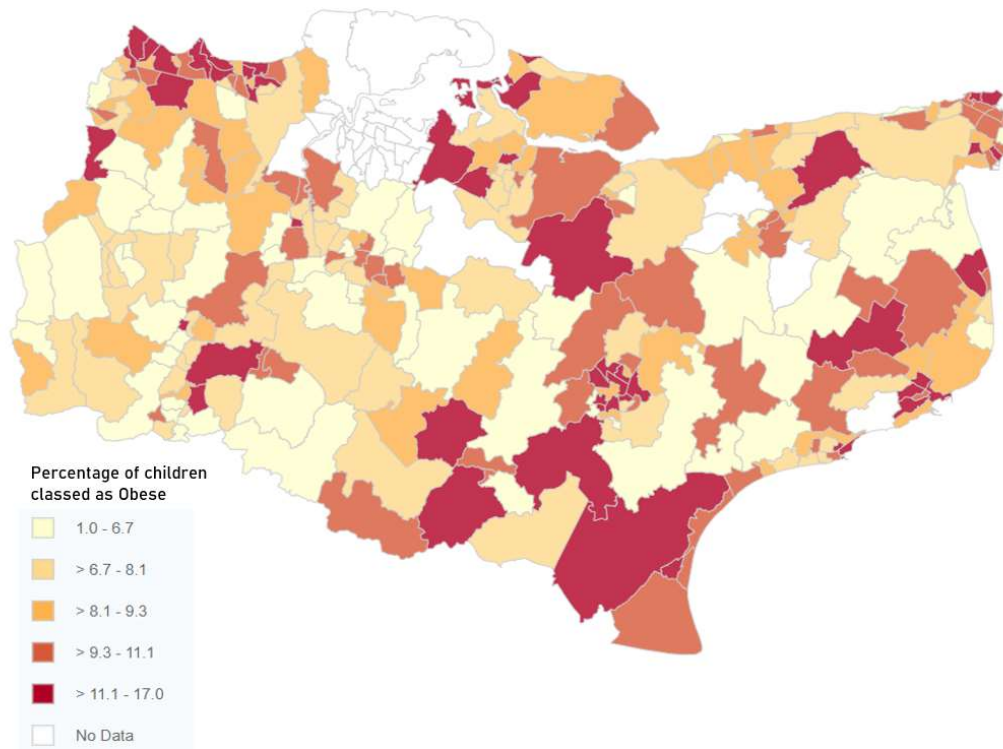 Percentage of children
classed as Obese
1.0 - 6.7
> 6.7 - 8.1
> 8.1 - 9.3
> 9.3 - 11.1
> 11.1 - 17.0
No Data